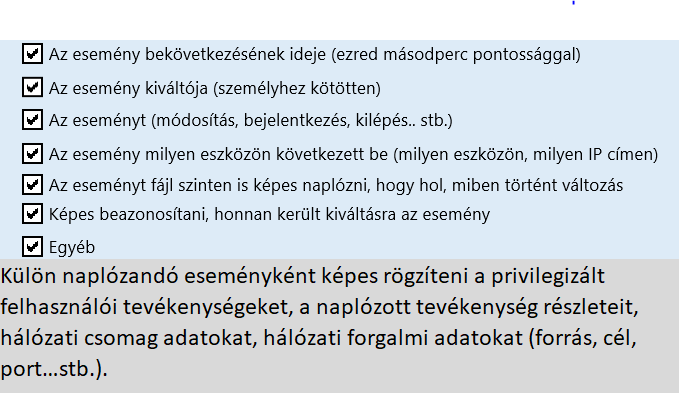 Az esemény bekövetkezésének ideje (ezred másodperc pontossággal)
Az esemény kiváltója (személyhez kötötten)
Az eseményt (módosítás, bejelentkezés, kilépés.. stb.)
Az esemény milyen eszközön következett be (milyen eszközön, milyen IP címen)
Az eseményt fájl szinten is képes naplózni, hogy hol, miben történt változás
Képes beazonosítani, honnan került kiváltásra az esemény
Egyéb
Külön naplózandó eseményként képes rögzíteni a privilegizált
felhasználói tevékenységeket, a naplózott tevékenység részleteit,
hálózati csomag adatokat, hálózati forgalmi adatokat (forrás, cél,
port...stb.).